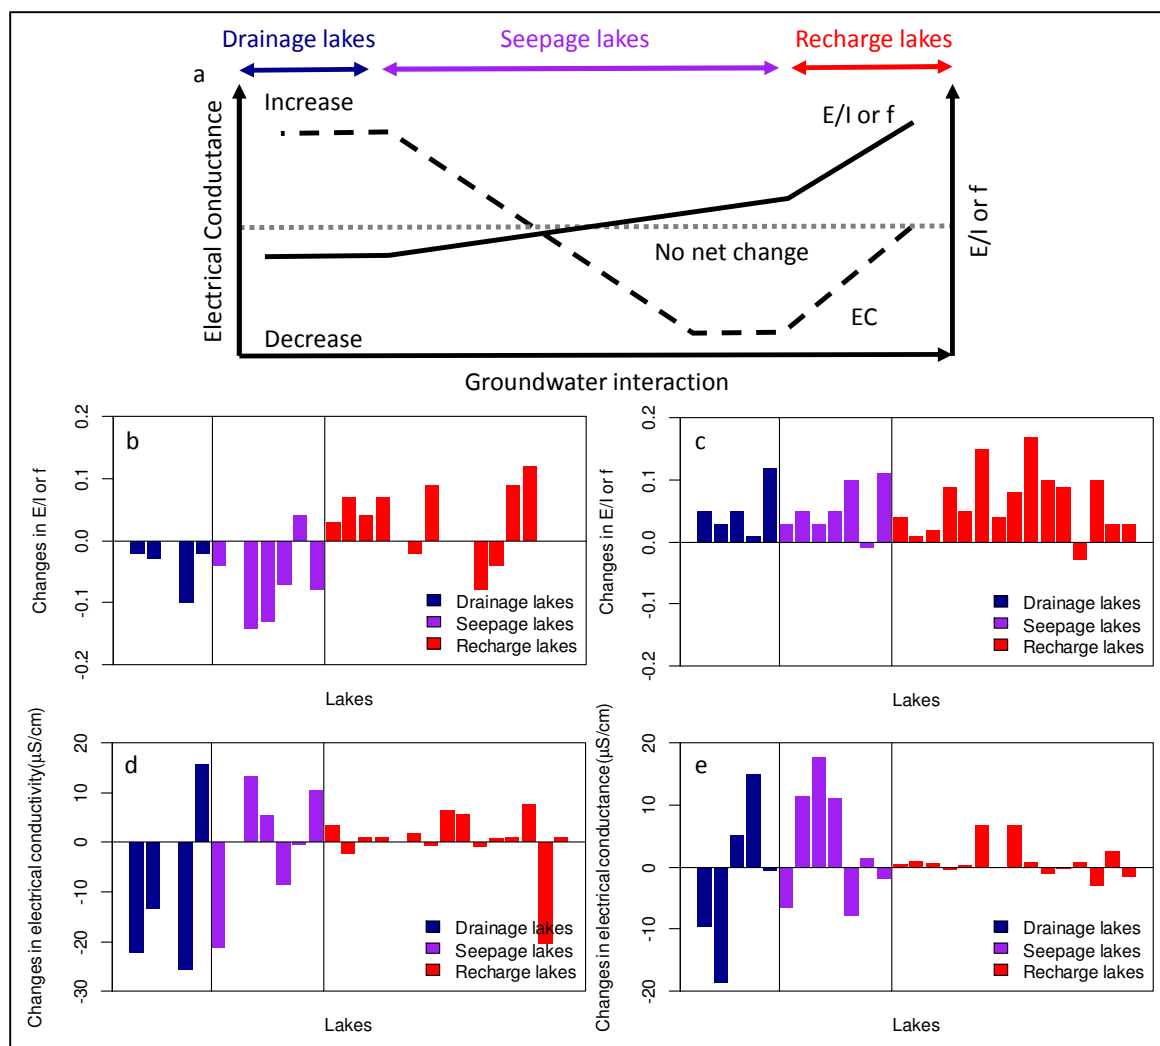 Drainage lakes
Seepage lakes
Recharge lakes
a
Increase
E/I or f
Electrical Conductance
E/I or f
No net change
EC
Decrease
Groundwater interaction
b
Changes in E/I or f
0.2
0.1
0.0
-0.1
-0.2
Drainage lakes
Seepage lakes
Recharge lakes
Lakes
c
Changes in E/I or f
0.2
0.1
0.0
-0.1
-0.2
Drainage lakes
Seepage lakes
Recharge lakes
Lakes
d
Changes in electrical conductivity(µS/cm)
20
10
0
-10
-20
-30
Drainage lakes
Seepage lakes
Recharge lakes
Lakes
e
Changes in electrical conductance(µS/cm)
20
10
0
-10
-20
Drainage lakes
Seepage lakes
Recharge lakes
Lakes